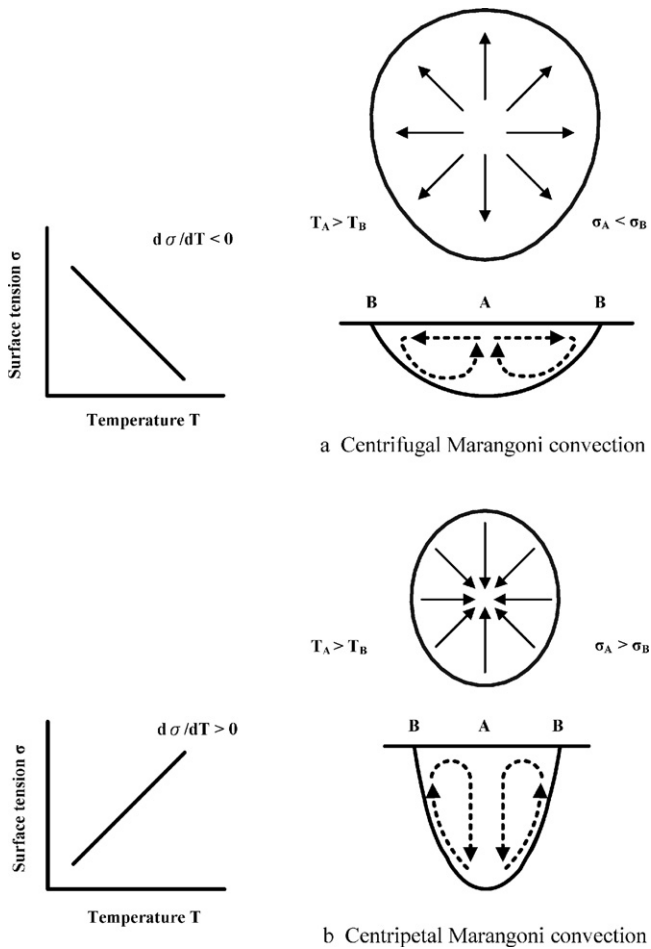 T_A > T_B
σ_A < σ_B
dσ/dT < 0
Surface tension σ
Temperature T
B A B
a Centrifugal Marangoni convection
T_A > T_B
σ_A > σ_B
dσ/dT > 0
Surface tension σ
Temperature T
B A B
b Centripetal Marangoni convection